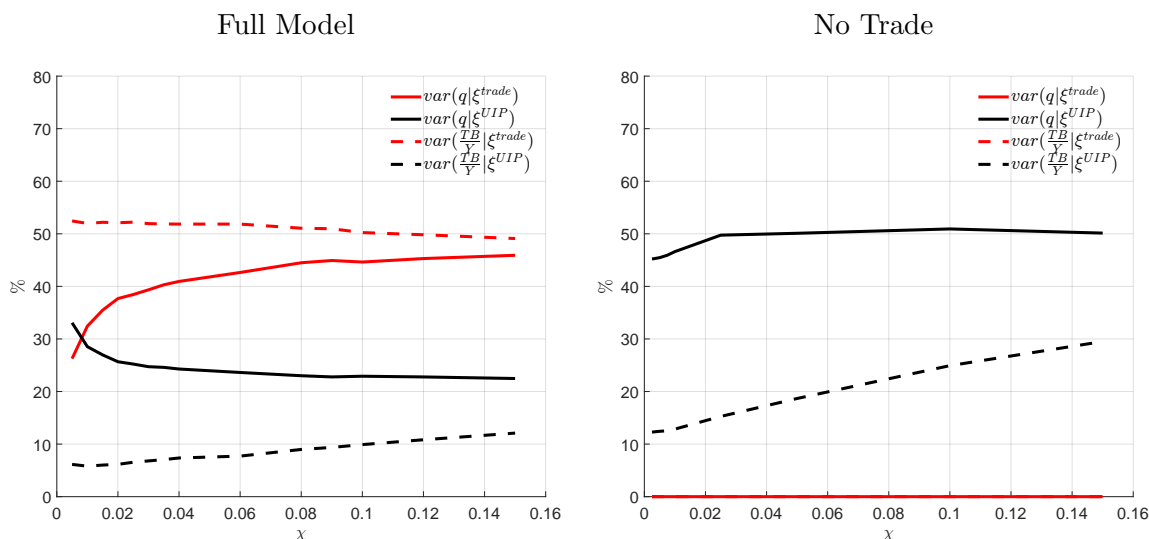 Full Model
80
70
60
50
40
30
20
10
0
%
0 0.02 0.04 0.06 0.08 0.1 0.12 0.14 0.16
χ
var(q|ξ^{trade})
var(q|ξ^{UIP})
var(\frac{TB}{Y}|ξ^{trade})
var(\frac{TB}{Y}|ξ^{UIP})
No Trade
80
70
60
50
40
30
20
10
0
%
0 0.02 0.04 0.06 0.08 0.1 0.12 0.14 0.16
χ
var(q|ξ^{trade})
var(q|ξ^{UIP})
var(\frac{TB}{Y}|ξ^{trade})
var(\frac{TB}{Y}|ξ^{UIP})